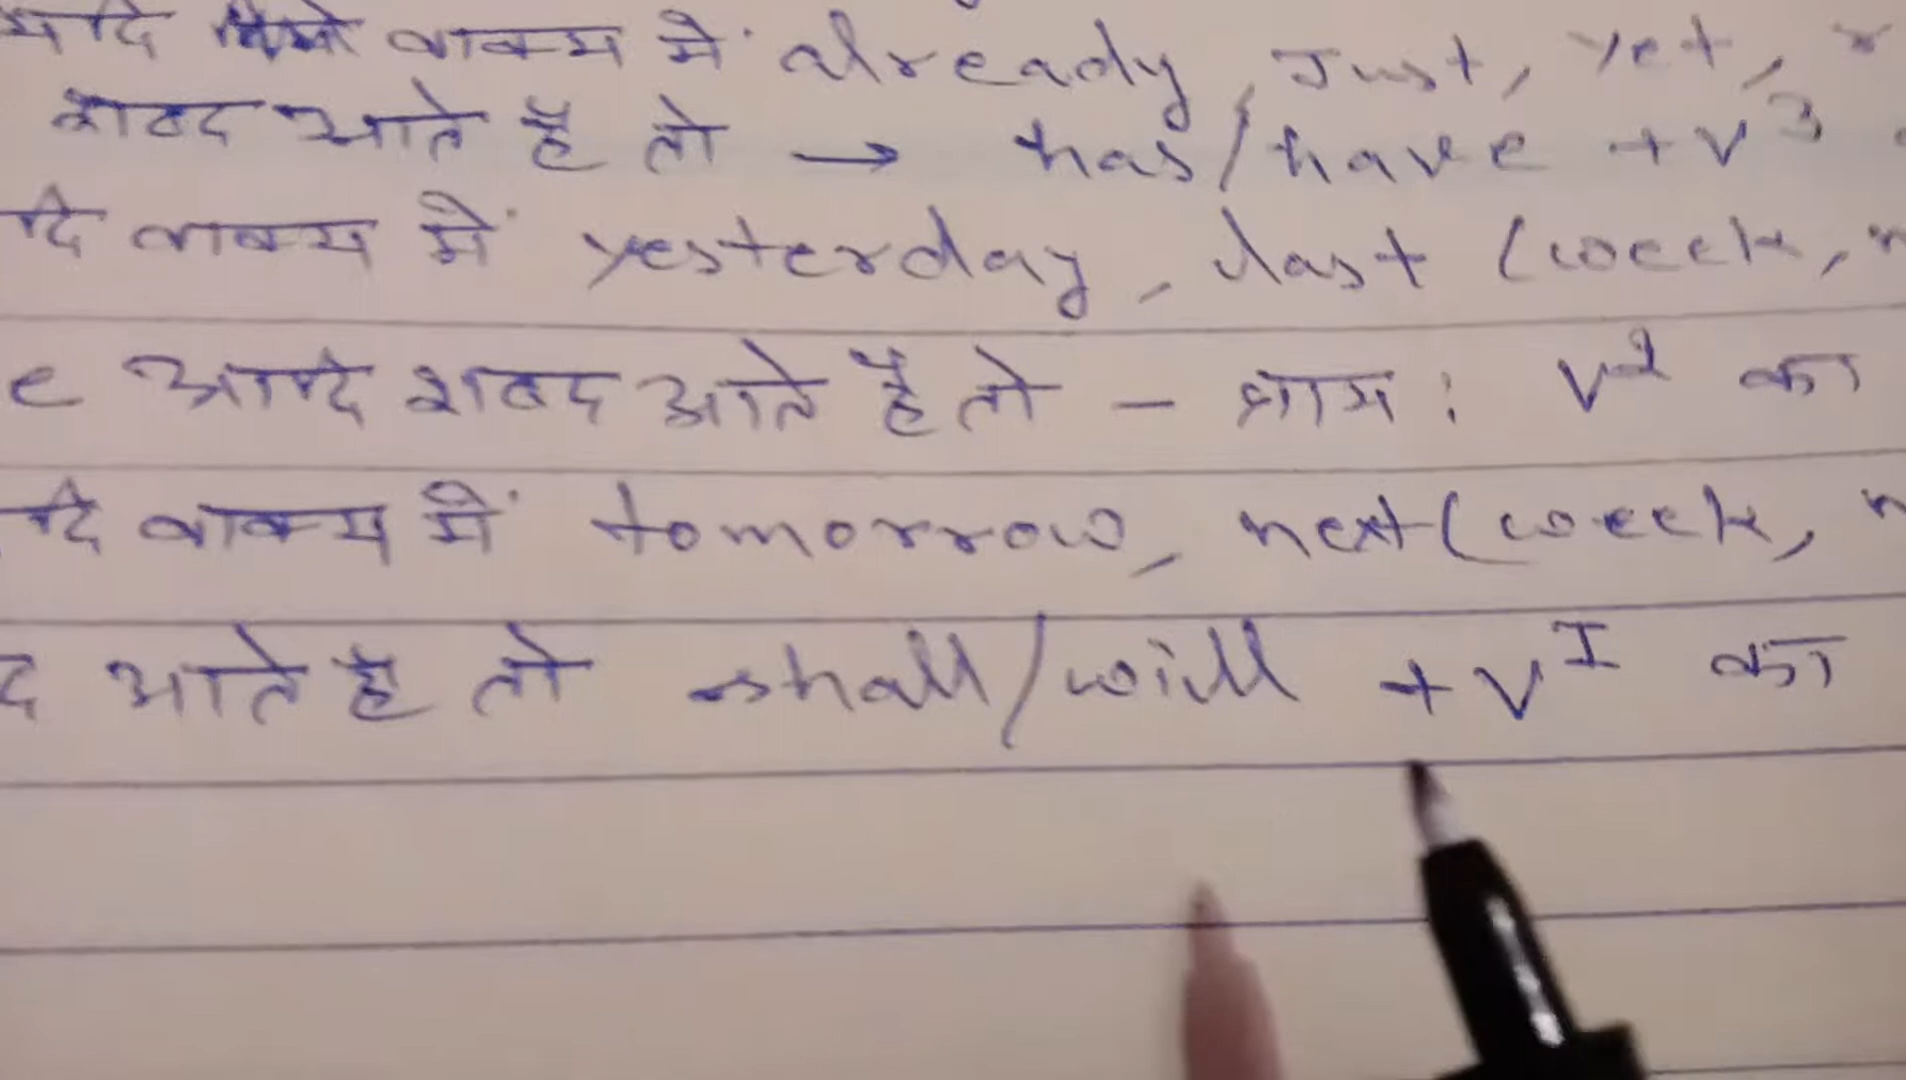 यदि वाक्य में already, Just, yet,
शब्द आते हैं तो → has/have + V3
दि वाक्य में yesterday, last (week,
e आदि शब्द आते हैं तो - प्राय: V2 का
दि वाक्य में tomorrow, next (week,
द आते हैं तो shall/will + VI का